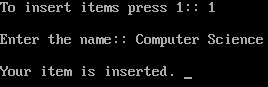 To insert items press 1:: 1
Enter the name:: Computer Science
Your item is inserted. _